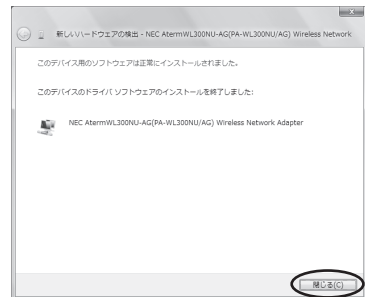 新しいハードウェアの検出 - NEC AtermWL300NU-AG(PA-WL300NU/AG) Wireless Network
このデバイス用のソフトウェアは正常にインストールされました。
このデバイスのドライバ ソフトウェアのインストールを終了しました:
NEC AtermWL300NU-AG(PA-WL300NU/AG) Wireless Network Adapter
閉じる(C)